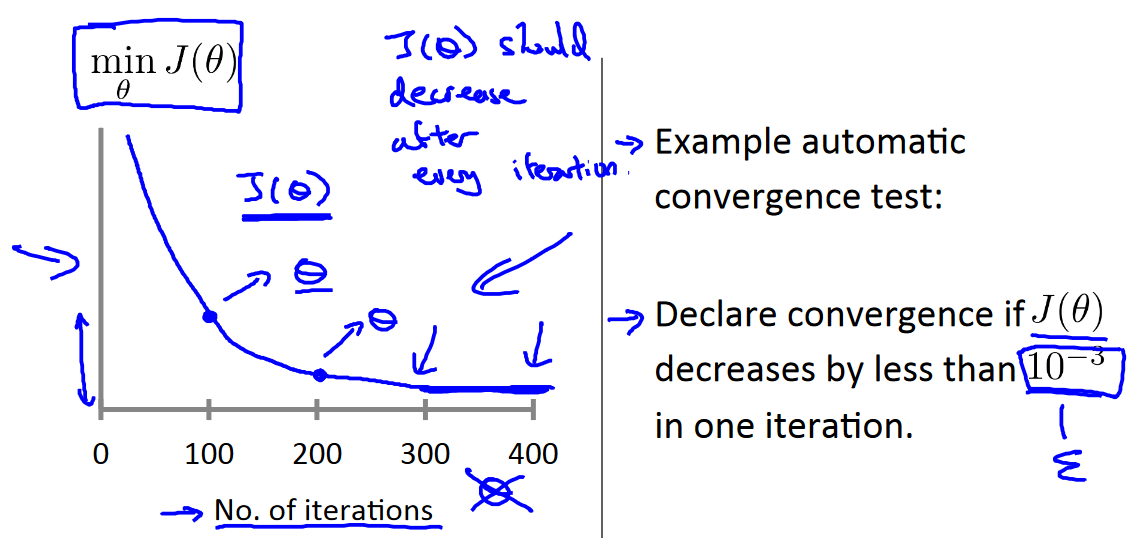 min J(θ)
θ
J(θ) should
decrease
after
every iteration.
J(θ)
θ
θ
0 100 200 300 400
θ
→ No. of iterations
→ Example automatic
convergence test:
→ Declare convergence if J(θ)
decreases by less than 10⁻³
in one iteration.
ε